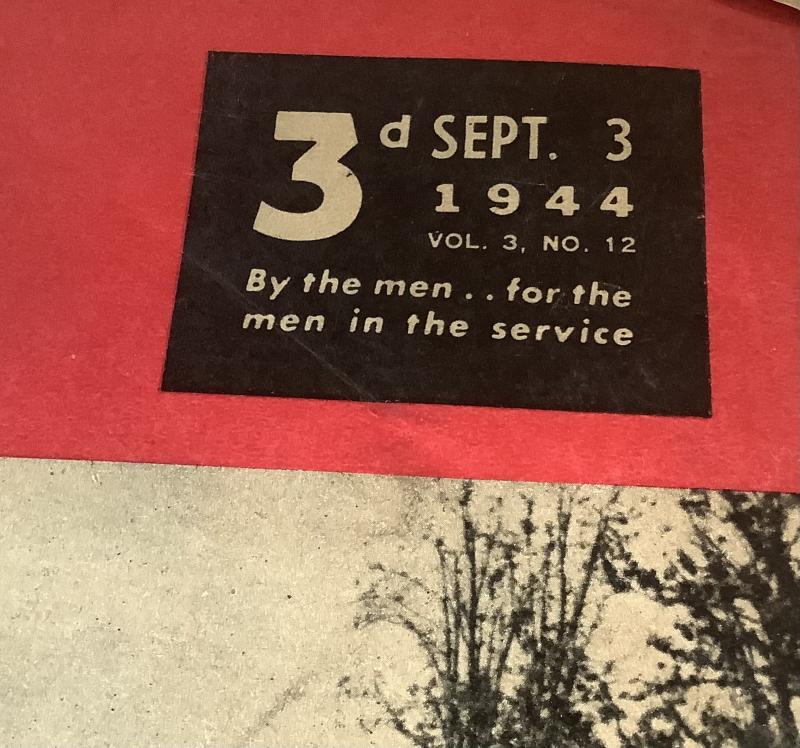 3d SEPT. 3
1944
VOL. 3, NO. 12
By the men . . for the
men in the service